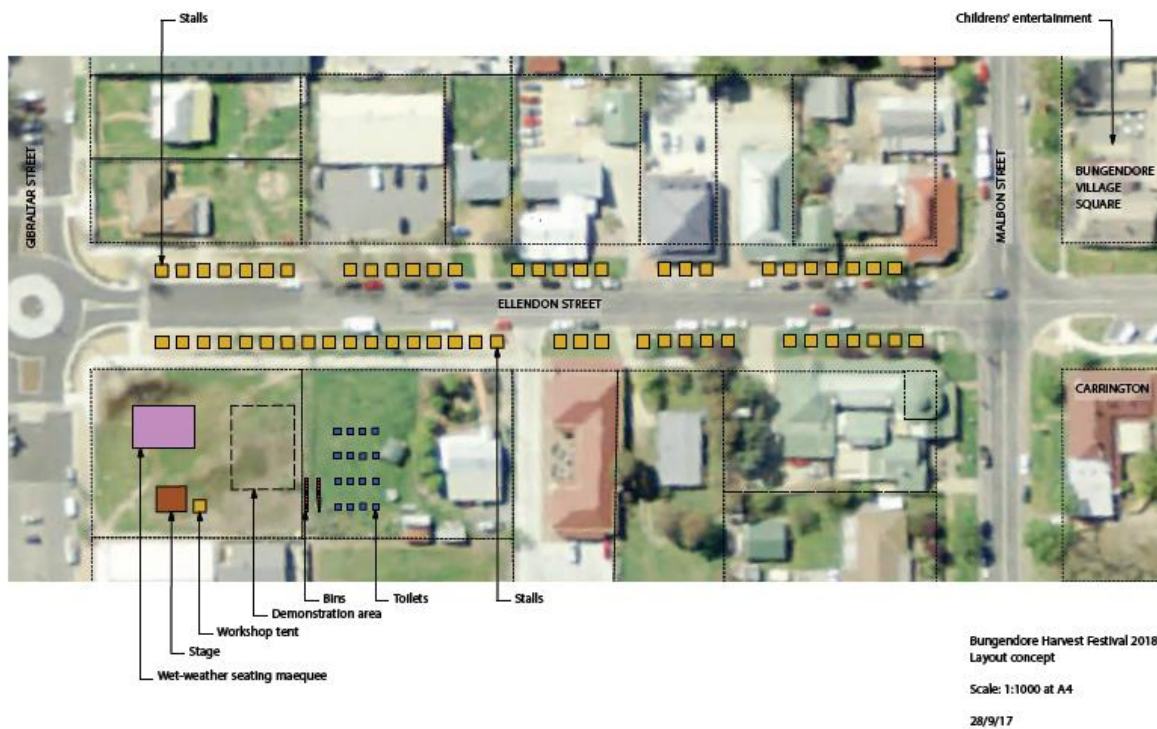 Stalls
Childrens' entertainment
GIBRALTAR STREET
MALBON STREET
BUNGENDORE
VILLAGE
SQUARE
ELLENDON STREET
CARRINGTON
Bins
Toilets
Stalls
Demonstration area
Workshop tent
Stage
Wet-weather seating maequee
Bungendore Harvest Festival 2018
Layout concept
Scale: 1:1000 at A4
28/9/17